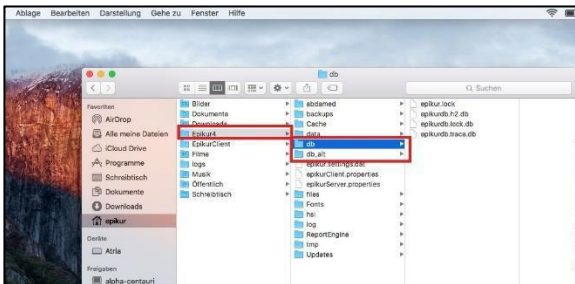 Ablage Bearbeiten Darstellung Gehe zu Fenster Hilfe
db
Suchen
Favoriten
AirDrop
Alle meine Dateien
iCloud Drive
Programme
Schreibtisch
Dokumente
Downloads
epikur
Geräte
Atria
Freigaben
alpha-centauri
Bilder
Dokumente
Downloads
Epikur4
EpikurClient
Filme
logs
Musik
Öffentlich
Schreibtisch
abdamed
backups
Cache
data
db
db_alt
epikur.settings.dat
epikurClient.properties
epikurServer.properties
files
Fonts
hsi
log
ReportEngine
tmp
Updates
epikur.lock
epikurdb.h2.db
epikurdb.lock.db
epikurdb.trace.db